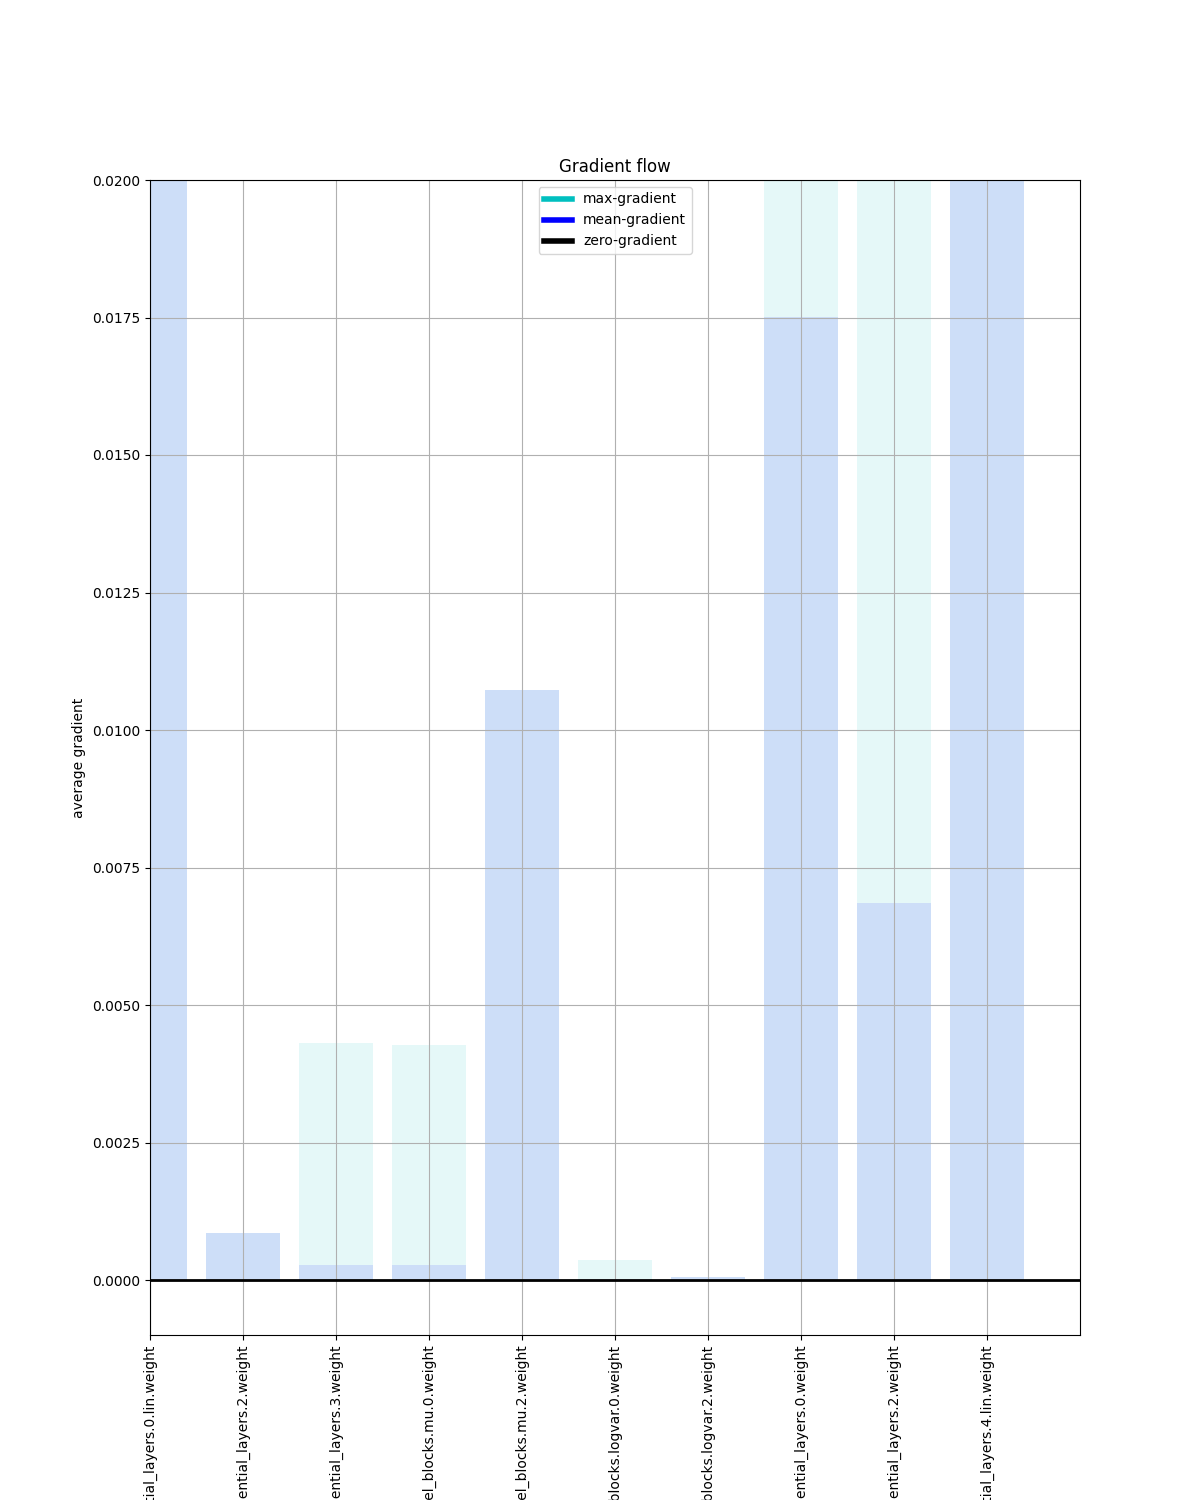 Gradient flow
max-gradient
mean-gradient
zero-gradient
0.0200
0.0175
0.0150
0.0125
0.0100
0.0075
0.0050
0.0025
0.0000
average gradient
tial_layers.0.lin.weight
ential_layers.2.weight
ential_layers.3.weight
el_blocks.mu.0.weight
el_blocks.mu.2.weight
blocks.logvar.0.weight
blocks.logvar.2.weight
ential_layers.0.weight
ential_layers.2.weight
tial_layers.4.lin.weight